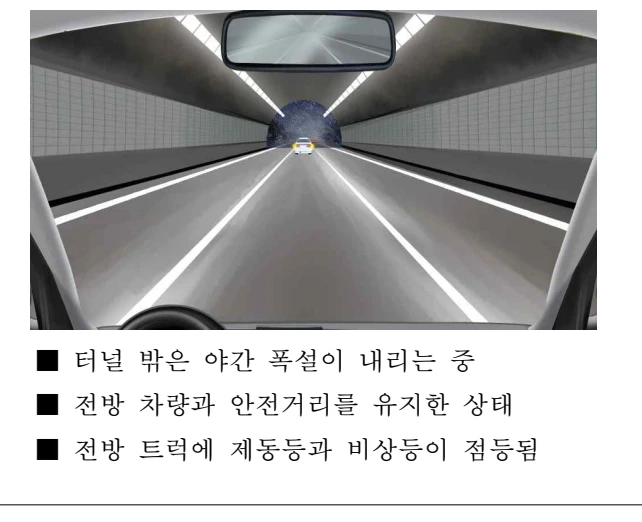 ■ 터널 밖은 야간 폭설이 내리는 중
■ 전방 차량과 안전거리를 유지한 상태
■ 전방 트럭에 제동등과 비상등이 점등됨